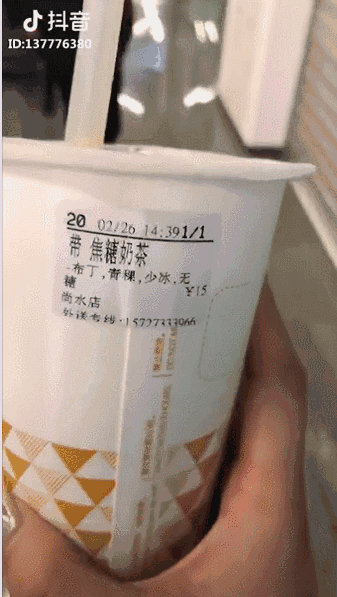 抖音
ID:137776380
20 02/26 14:39 1/1
带 焦糖奶茶
-布丁,青稞,少冰,无
糖 ¥15
尚水店
外送专线:15727333966